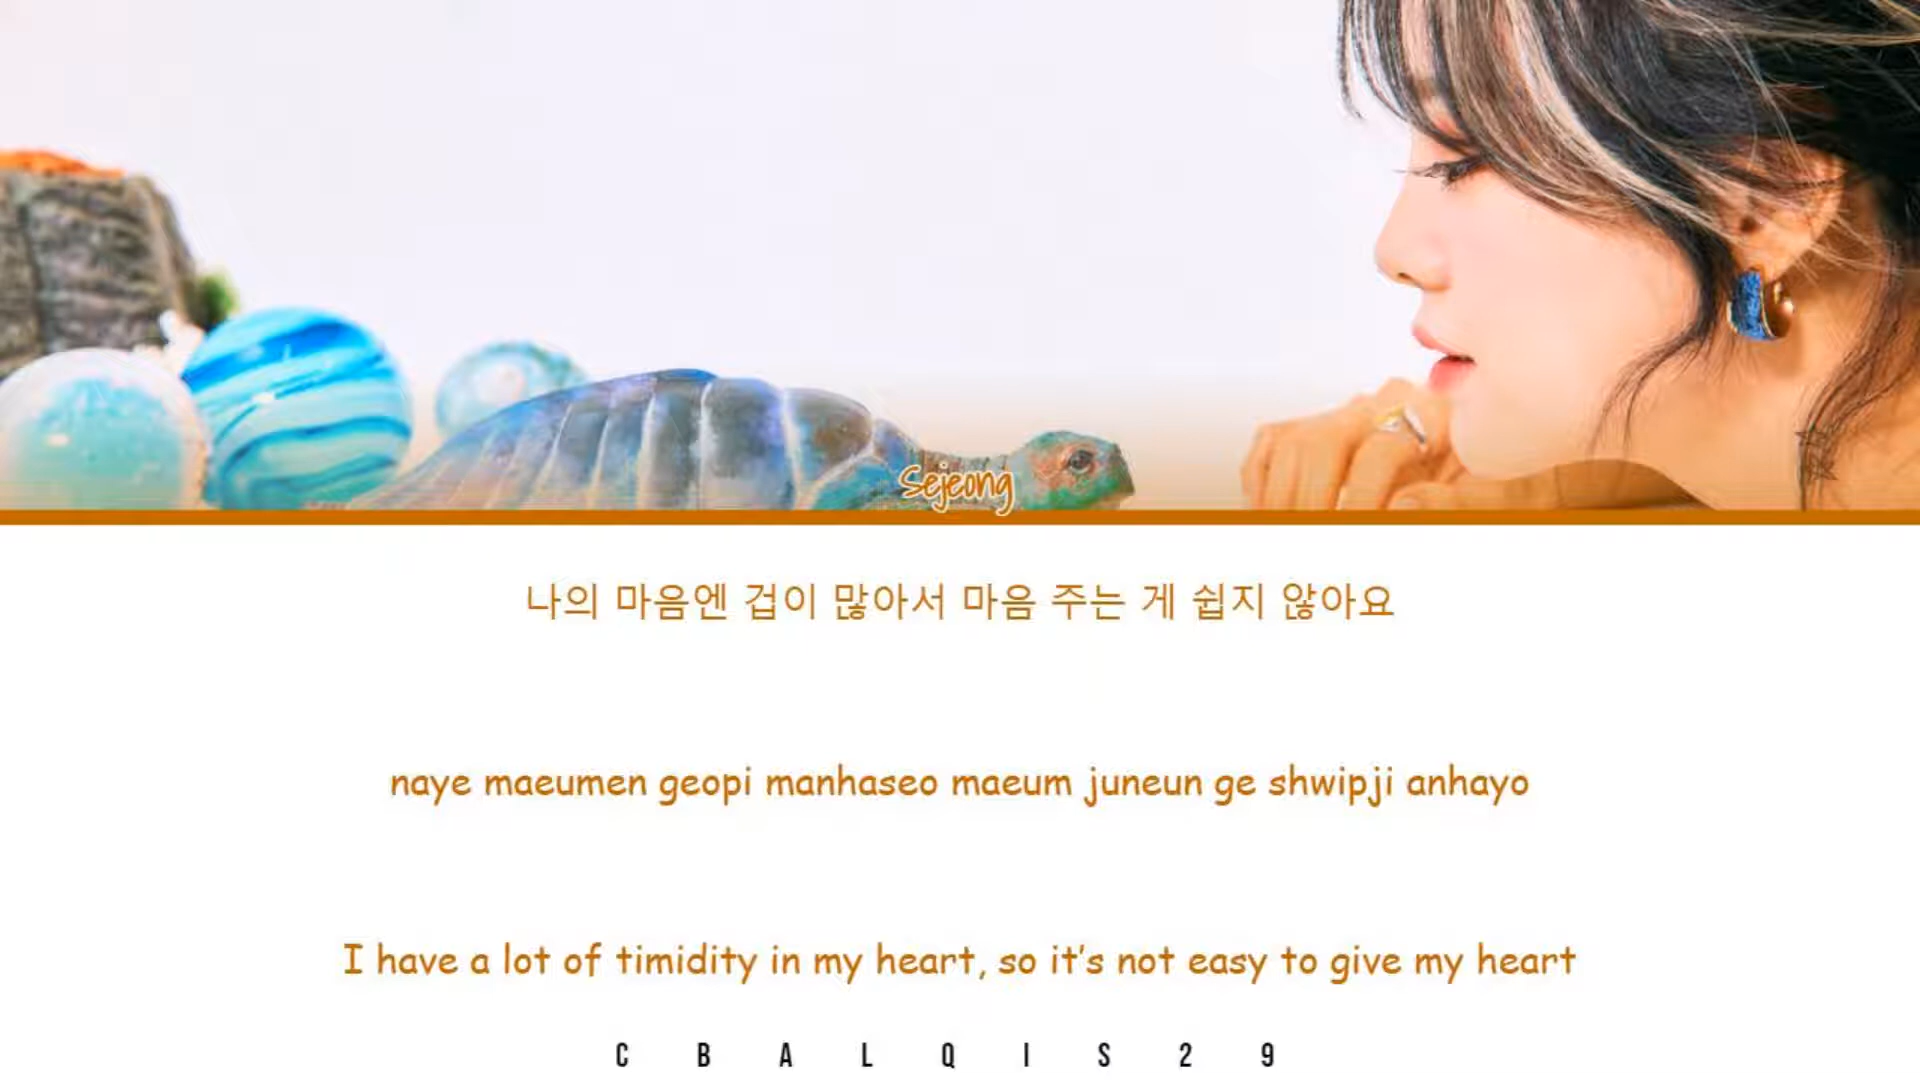 Sejeong
나의 마음엔 겁이 많아서 마음 주는 게 쉽지 않아요
naye maeumen geopi manhaseo maeum juneun ge shwipji anhayo
I have a lot of timidity in my heart, so it's not easy to give my heart
C B A L Q I S 2 9